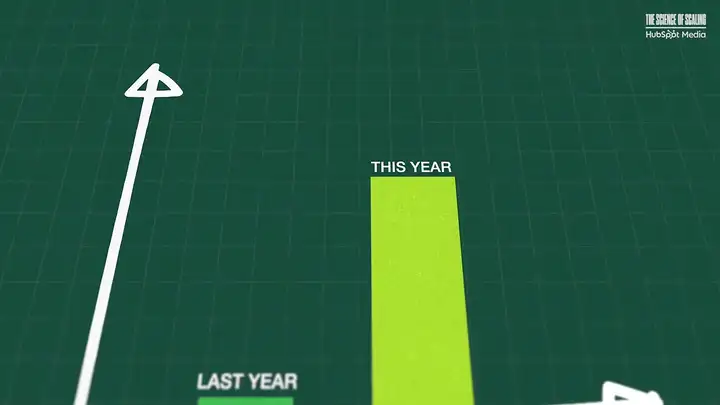 THE SCIENCE OF SCALING
HubSpot Media
THIS YEAR
LAST YEAR